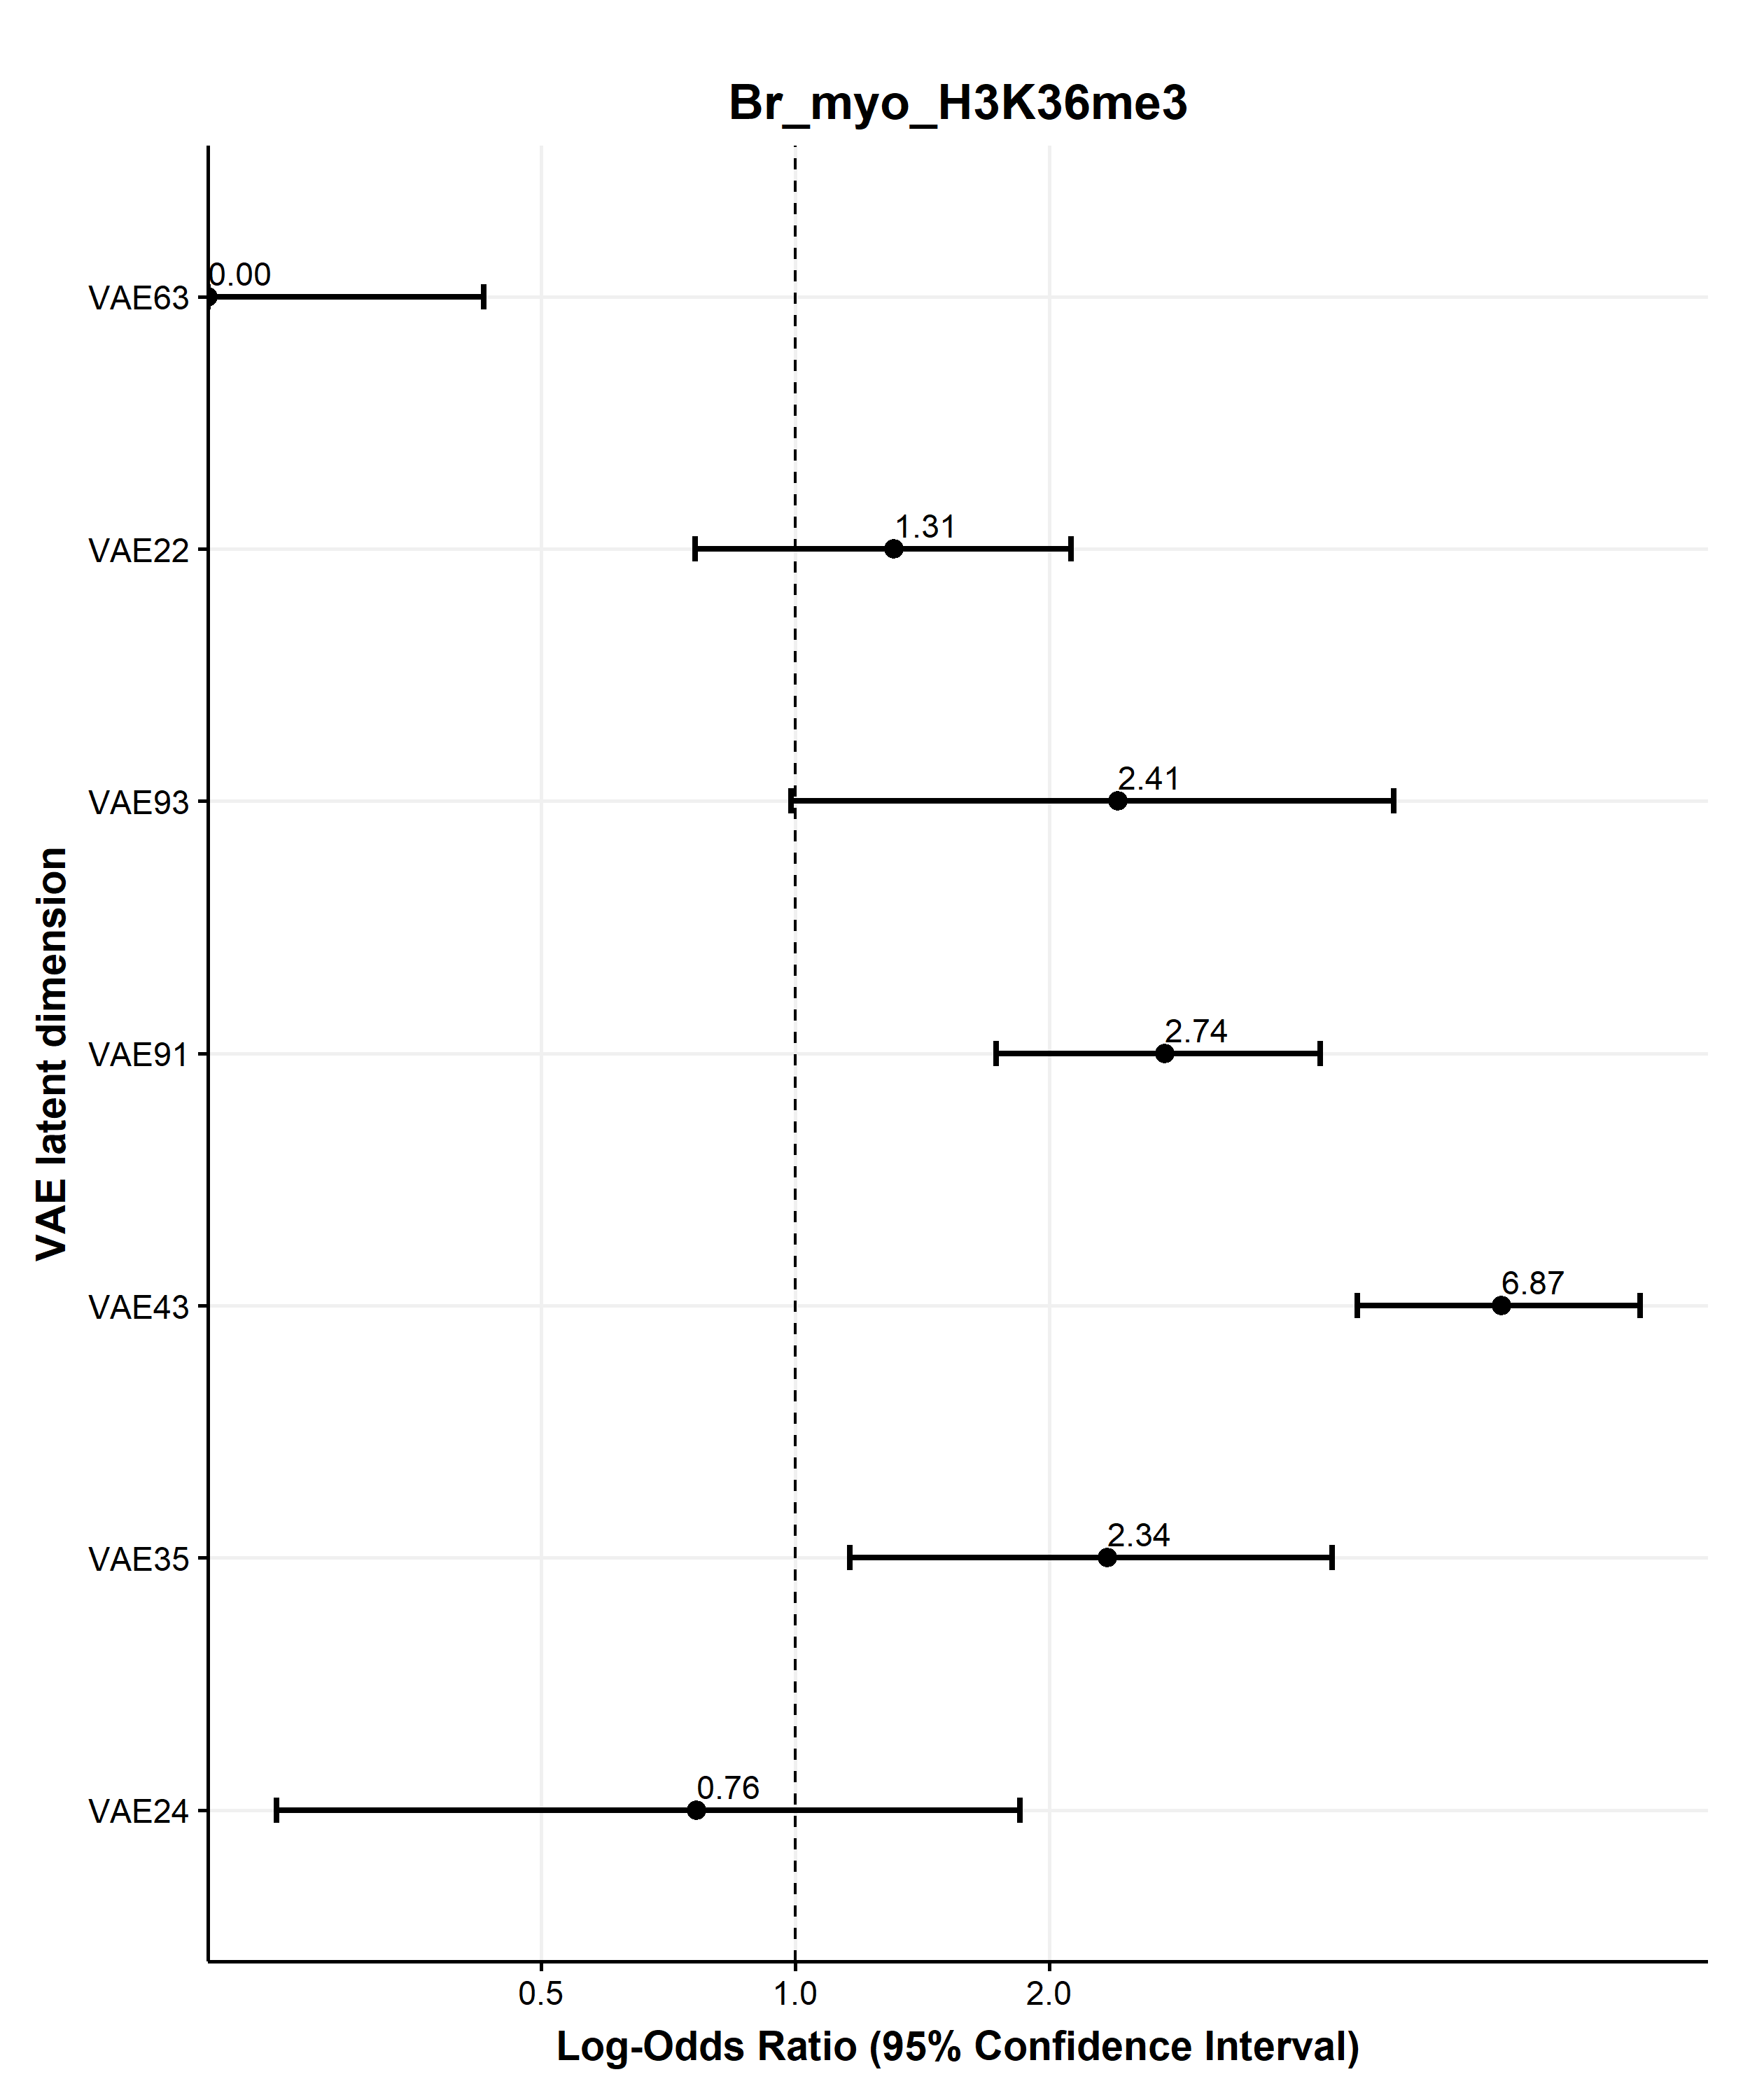 Br_myo_H3K36me3
VAE latent dimension
VAE63
0.00
VAE22
1.31
VAE93
2.41
VAE91
2.74
VAE43
6.87
VAE35
2.34
VAE24
0.76
0.5 1.0 2.0
Log-Odds Ratio (95% Confidence Interval)